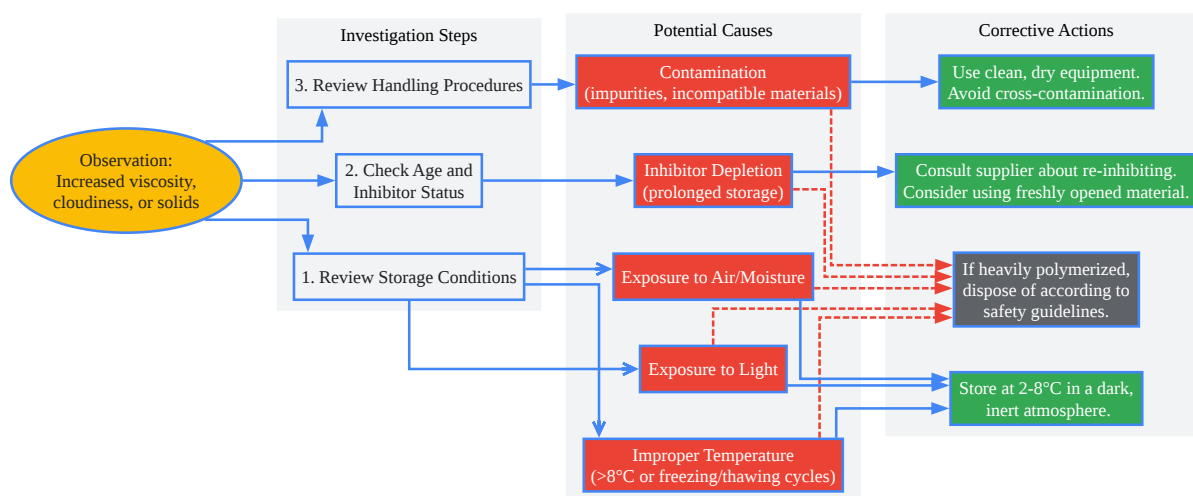 Investigation Steps
Potential Causes
Corrective Actions
Observation:
Increased viscosity,
cloudiness, or solids
3. Review Handling Procedures
2. Check Age and
Inhibitor Status
1. Review Storage Conditions
Contamination
(impurities, incompatible materials)
Inhibitor Depletion
(prolonged storage)
Exposure to Air/Moisture
Exposure to Light
Improper Temperature
(>8°C or freezing/thawing cycles)
Use clean, dry equipment.
Avoid cross-contamination.
Consult supplier about re-inhibiting.
Consider using freshly opened material.
If heavily polymerized,
dispose of according to
safety guidelines.
Store at 2-8°C in a dark,
inert atmosphere.